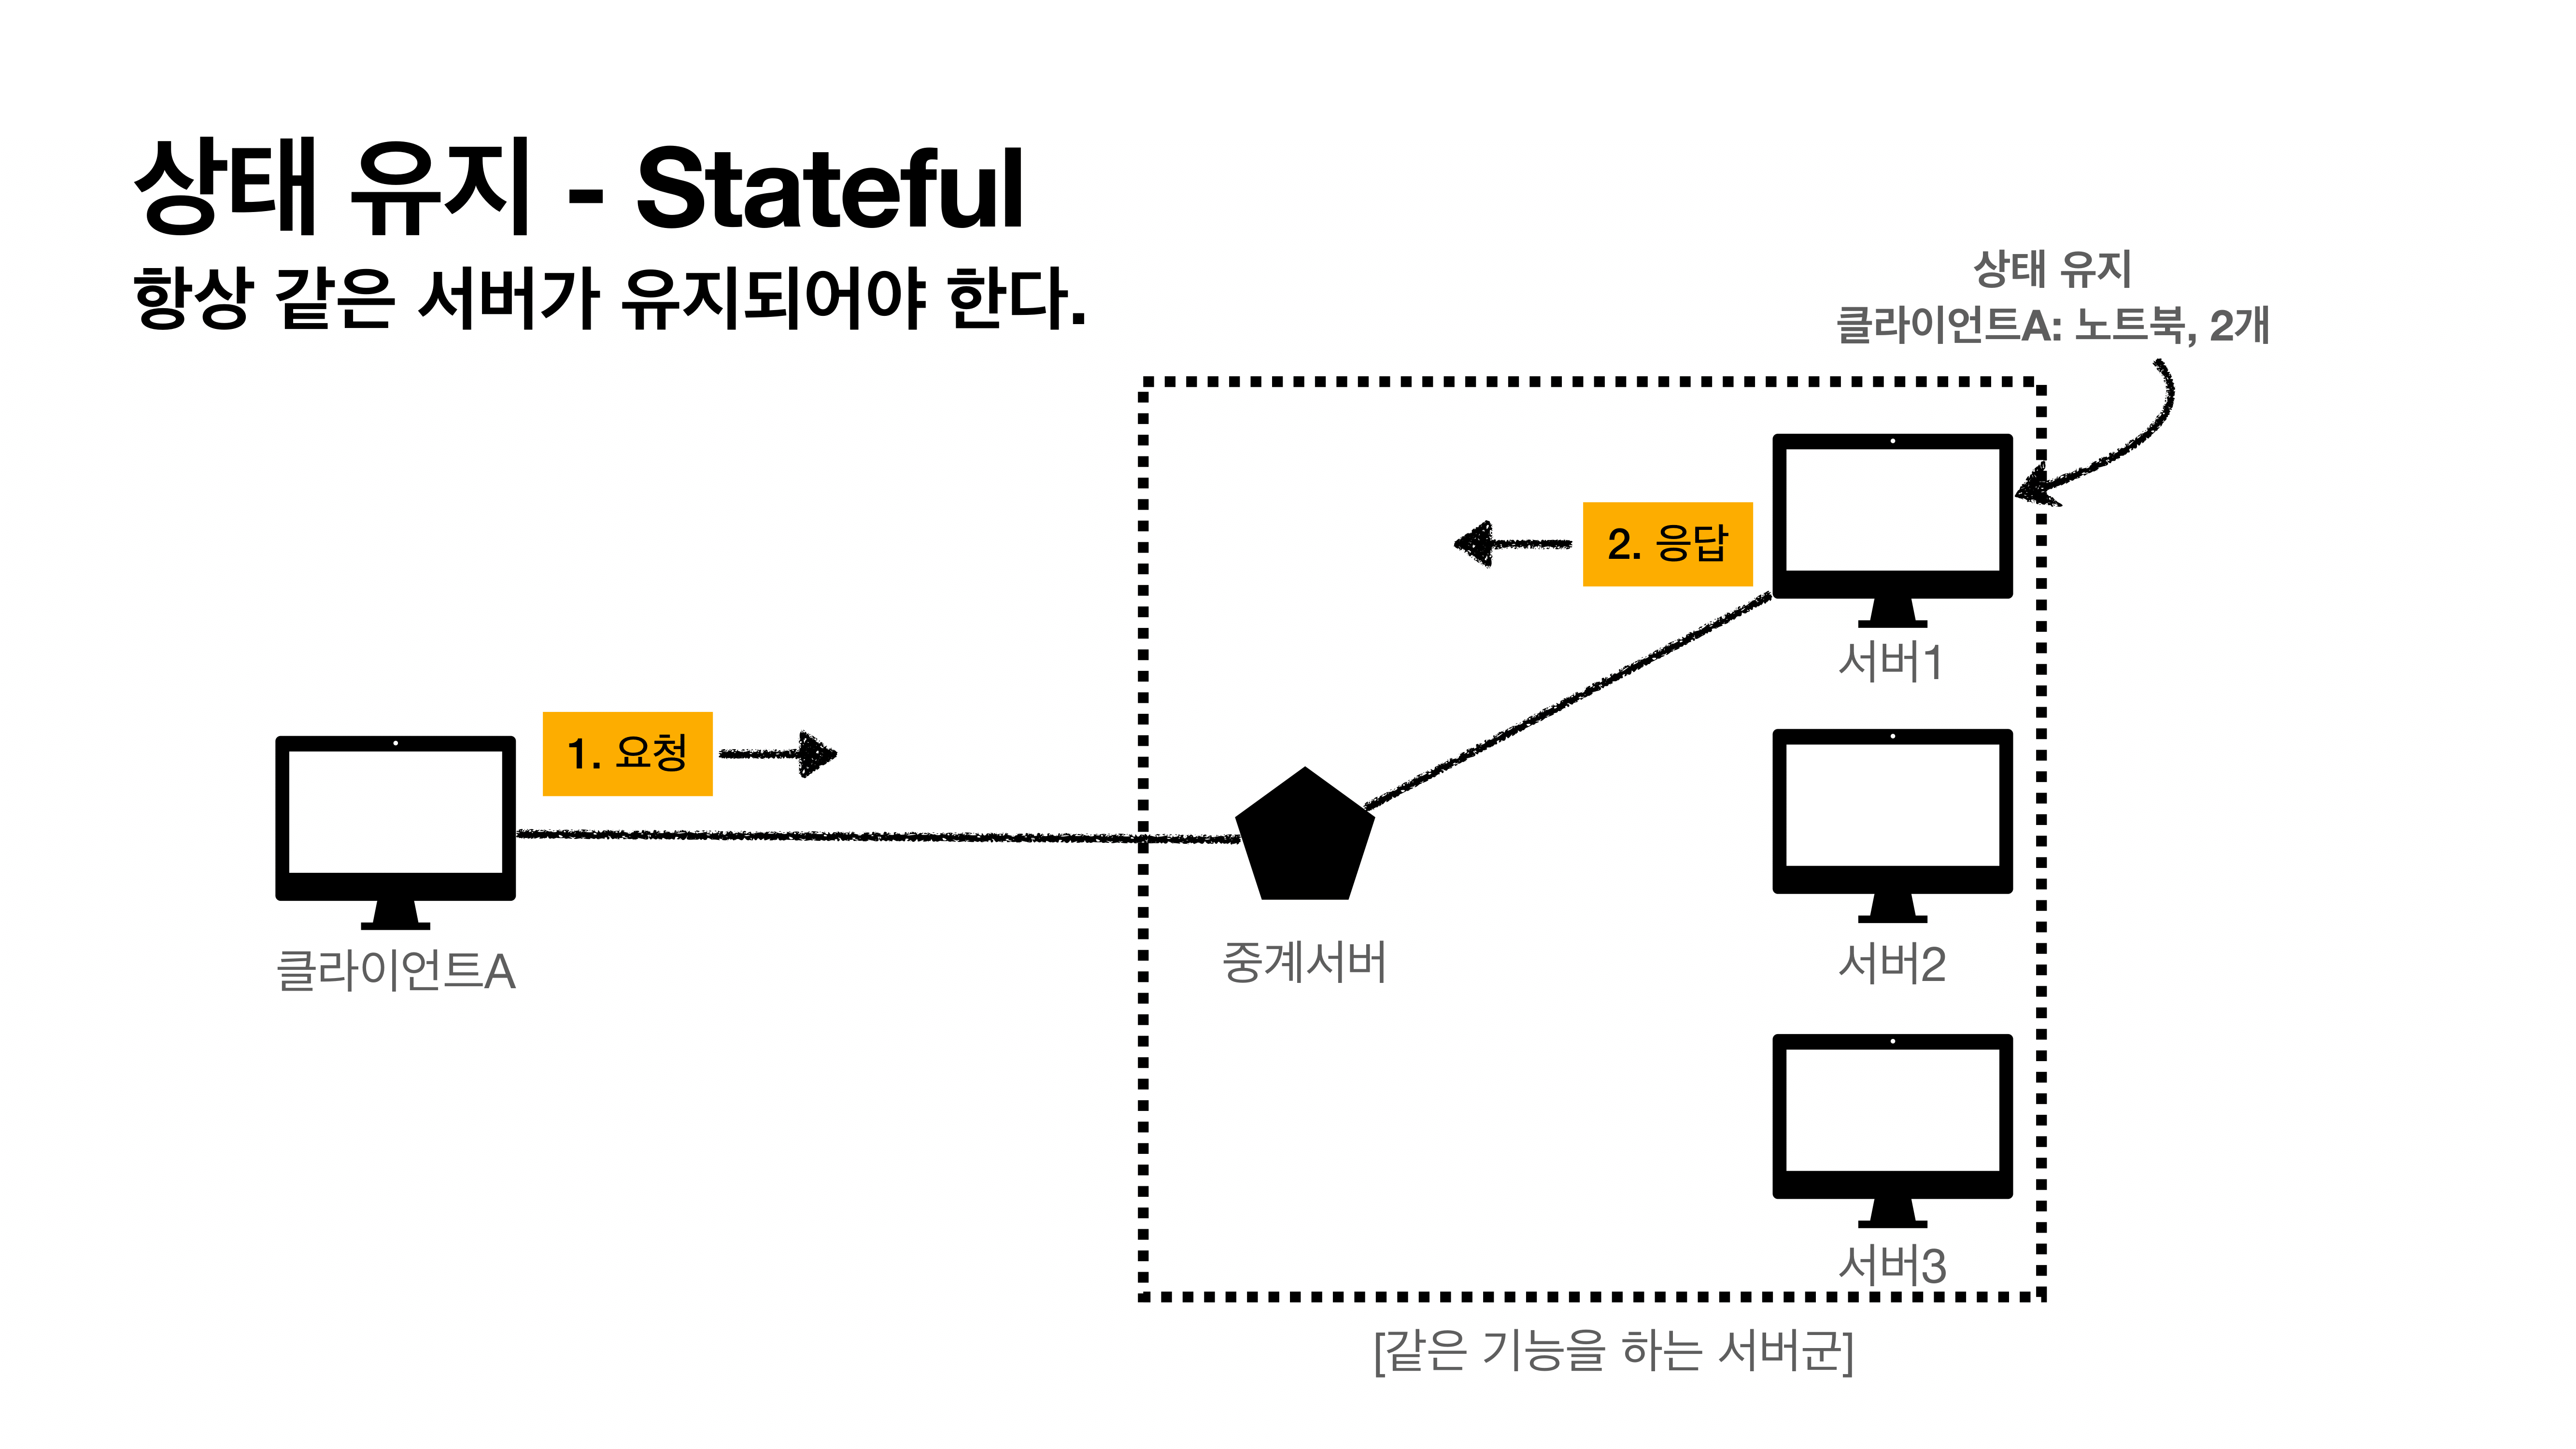 상태 유지 - Stateful
항상 같은 서버가 유지되어야 한다.
상태 유지
클라이언트A: 노트북, 2개
2. 응답
서버1
1. 요청
클라이언트A
중계서버
서버2
서버3
[같은 기능을 하는 서버군]